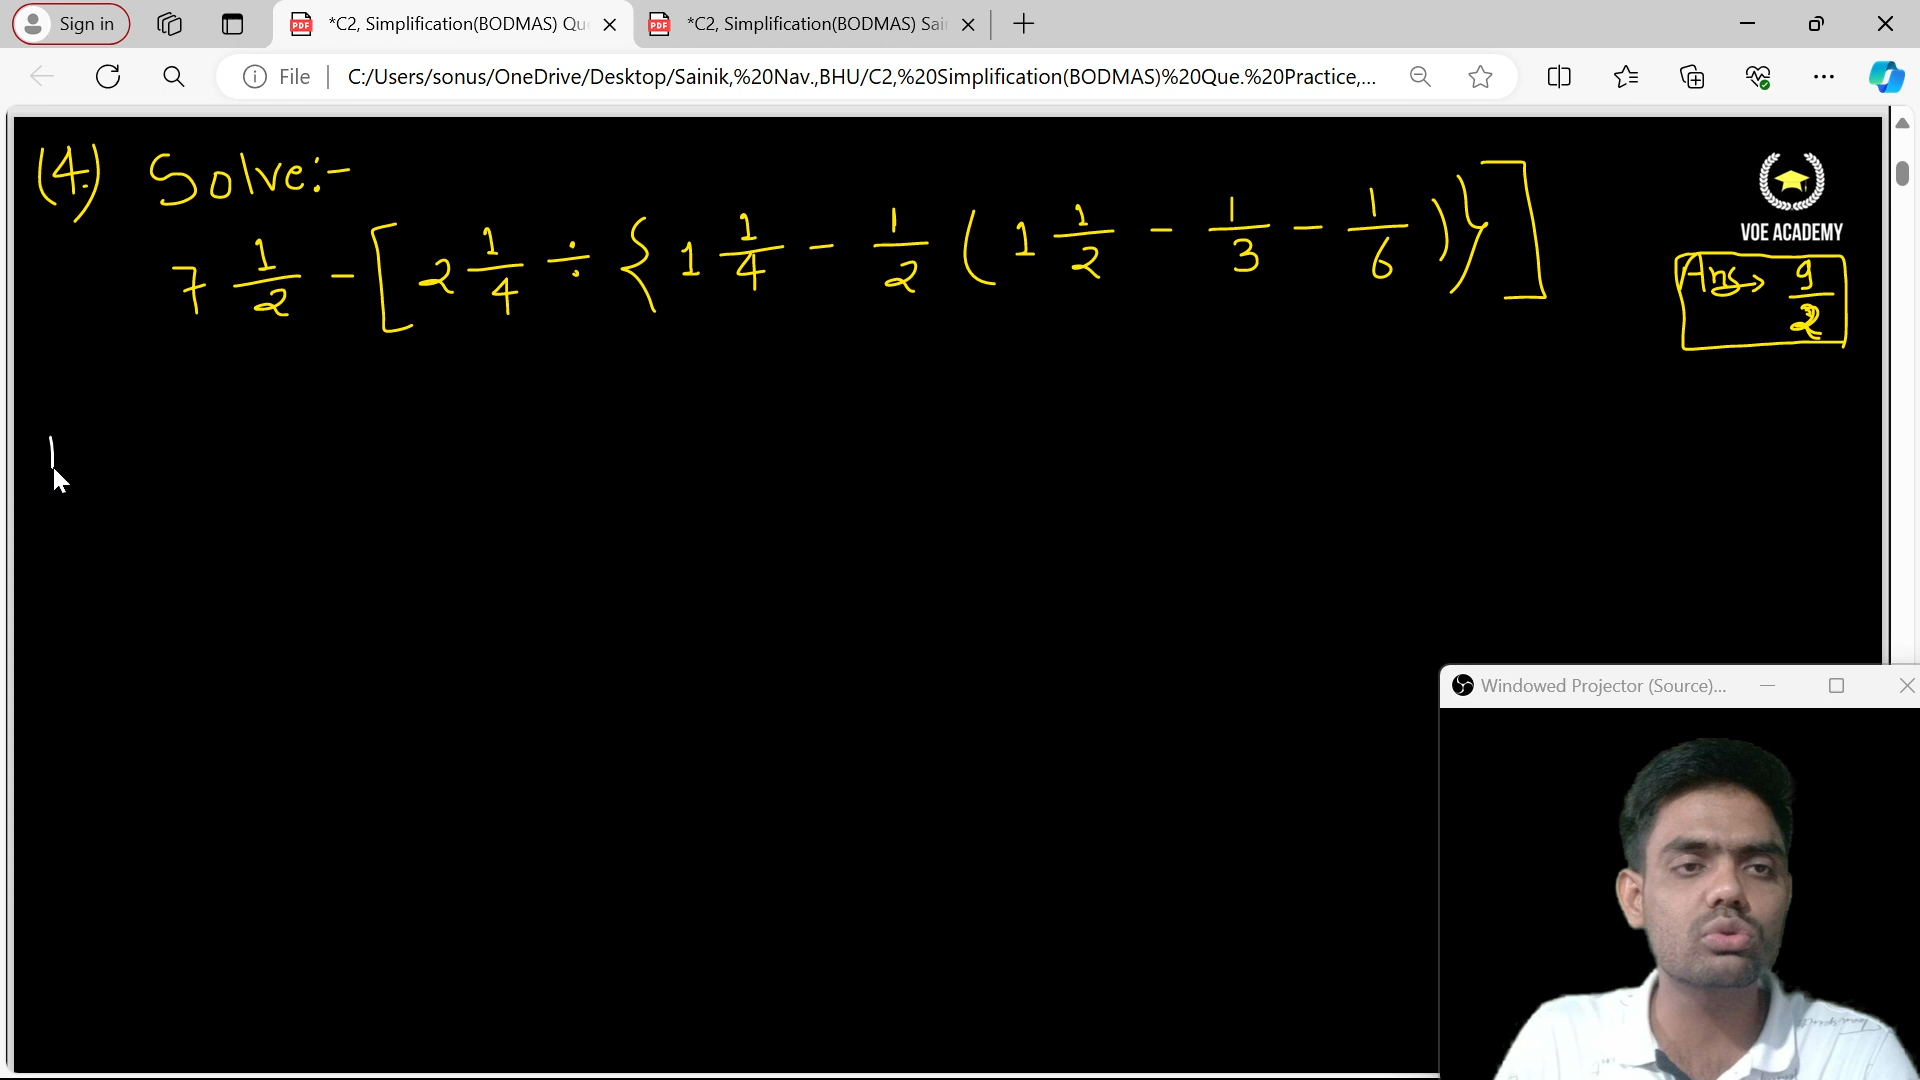 Sign in
*C2, Simplification(BODMAS) Qu
*C2, Simplification(BODMAS) Sai
File
C:/Users/sonus/OneDrive/Desktop/Sainik,%20Nav.,BHU/C2,%20Simplification(BODMAS)%20Que.%20Practice,...
(4.) Solve:-
7 1/2 - [ 2 1/4 ÷ { 1 1/4 - 1/2 ( 1 1/2 - 1/3 - 1/6 ) } ]
VOE ACADEMY
Ans→ 9/2
Windowed Projector (Source)...